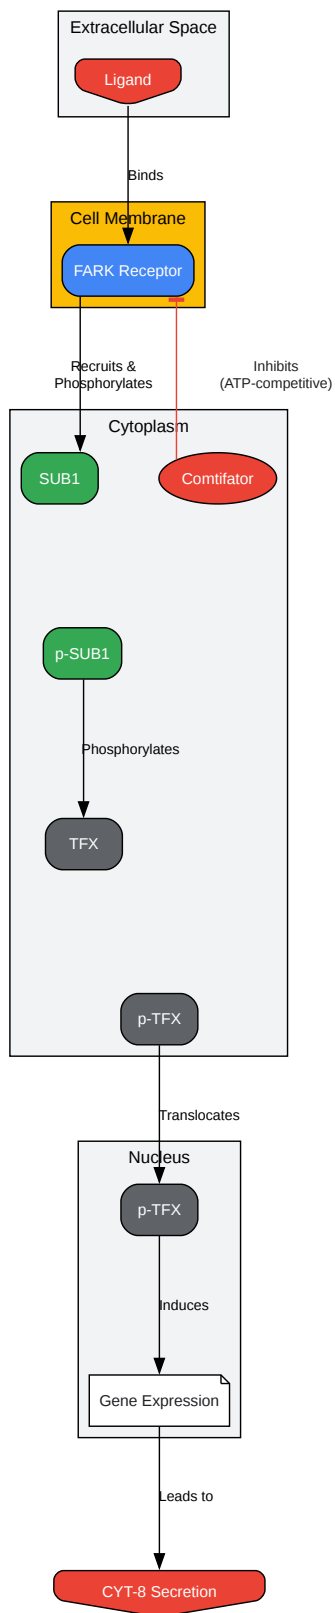 Extracellular Space
Ligand
Binds
Cell Membrane
FARK Receptor
Recruits &
Phosphorylates
Inhibits
(ATP-competitive)
Cytoplasm
SUB1
Comtifator
p-SUB1
Phosphorylates
TFX
p-TFX
Translocates
Nucleus
p-TFX
Induces
Gene Expression
Leads to
CYT-8 Secretion